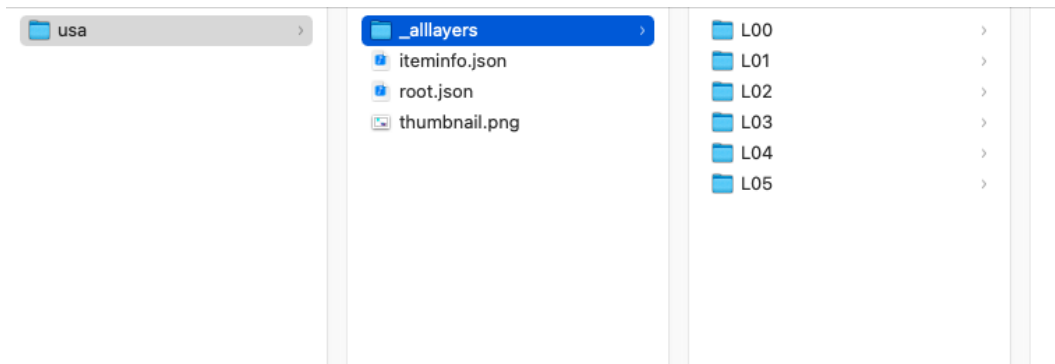 usa
_alllayers
iteminfo.json
root.json
thumbnail.png
L00
L01
L02
L03
L04
L05